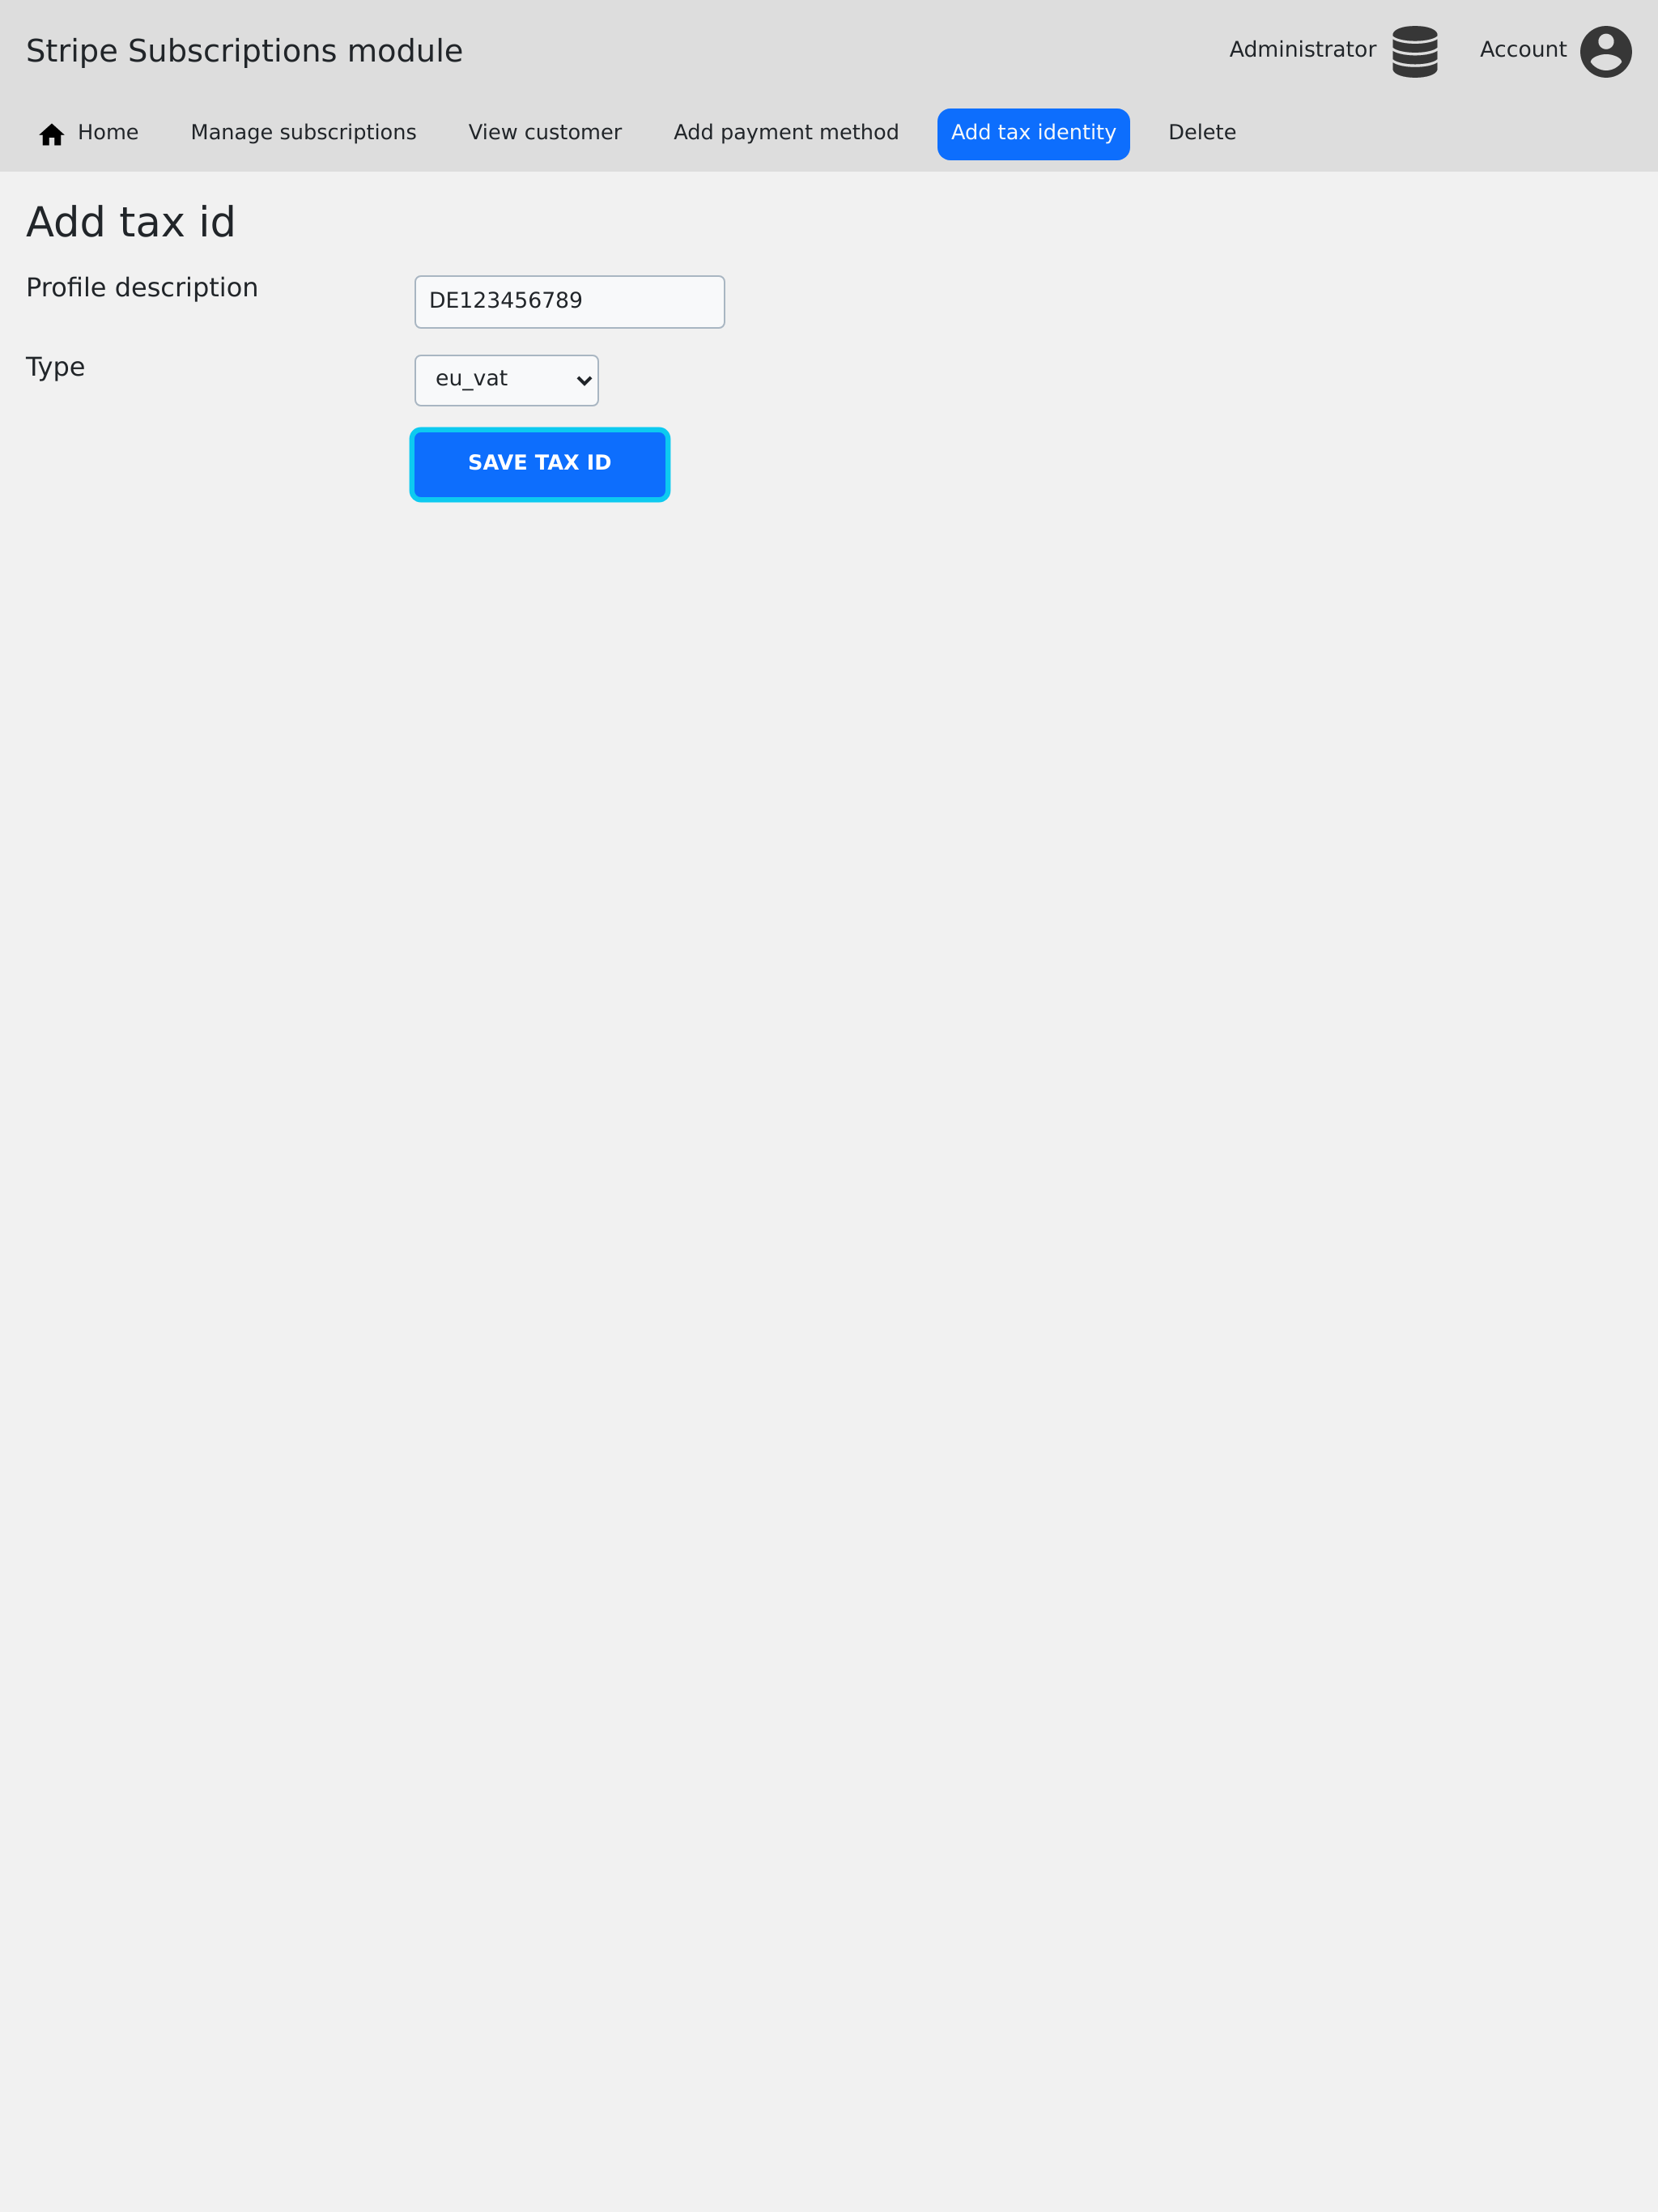 Stripe Subscriptions module
Administrator
Account
Home
Manage subscriptions
View customer
Add payment method
Add tax identity
Delete
Add tax id
Profile description
DE123456789
Type
eu_vat
SAVE TAX ID